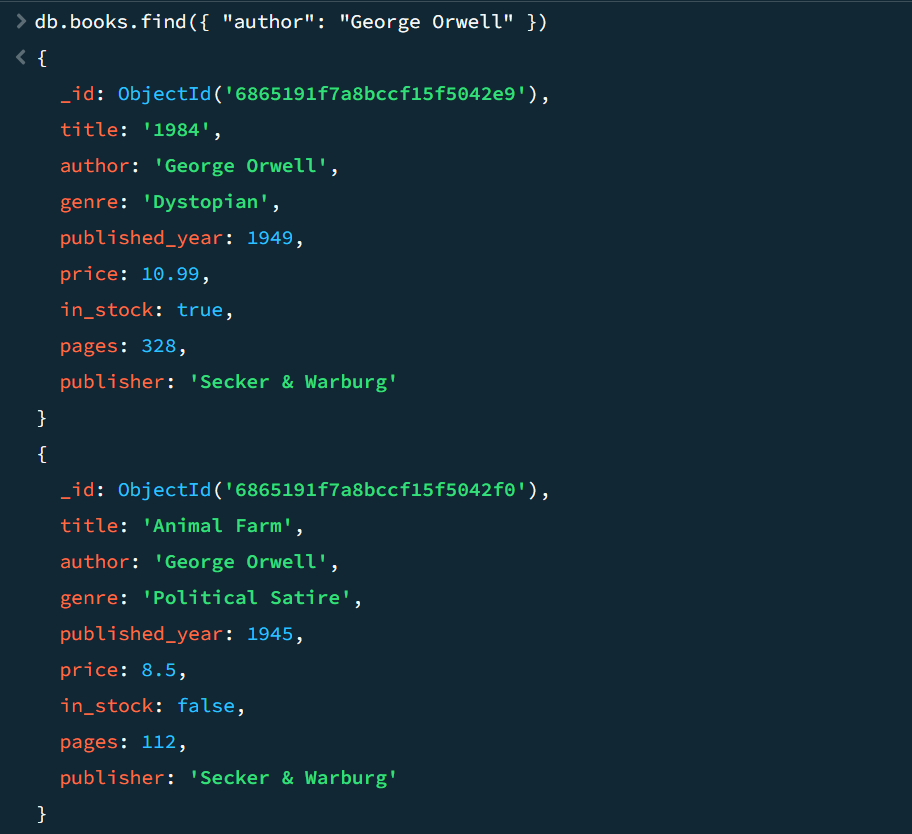 > db.books.find({ "author": "George Orwell" })
< {
_id: ObjectId('6865191f7a8bccf15f5042e9'),
title: '1984',
author: 'George Orwell',
genre: 'Dystopian',
published_year: 1949,
price: 10.99,
in_stock: true,
pages: 328,
publisher: 'Secker & Warburg'
}
{
_id: ObjectId('6865191f7a8bccf15f5042f0'),
title: 'Animal Farm',
author: 'George Orwell',
genre: 'Political Satire',
published_year: 1945,
price: 8.5,
in_stock: false,
pages: 112,
publisher: 'Secker & Warburg'
}